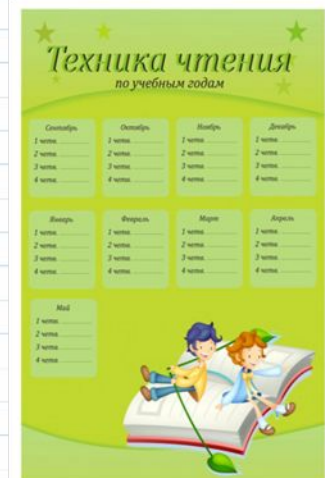 Техника чтения
по учебным годам
Сентябрь
1 четв.
2 четв.
3 четв.
4 четв.
Октябрь
1 четв.
2 четв.
3 четв.
4 четв.
Ноябрь
1 четв.
2 четв.
3 четв.
4 четв.
Декабрь
1 четв.
2 четв.
3 четв.
4 четв.
Январь
1 четв.
2 четв.
3 четв.
4 четв.
Февраль
1 четв.
2 четв.
3 четв.
4 четв.
Март
1 четв.
2 четв.
3 четв.
4 четв.
Апрель
1 четв.
2 четв.
3 четв.
4 четв.
Май
1 четв.
2 четв.
3 четв.
4 четв.